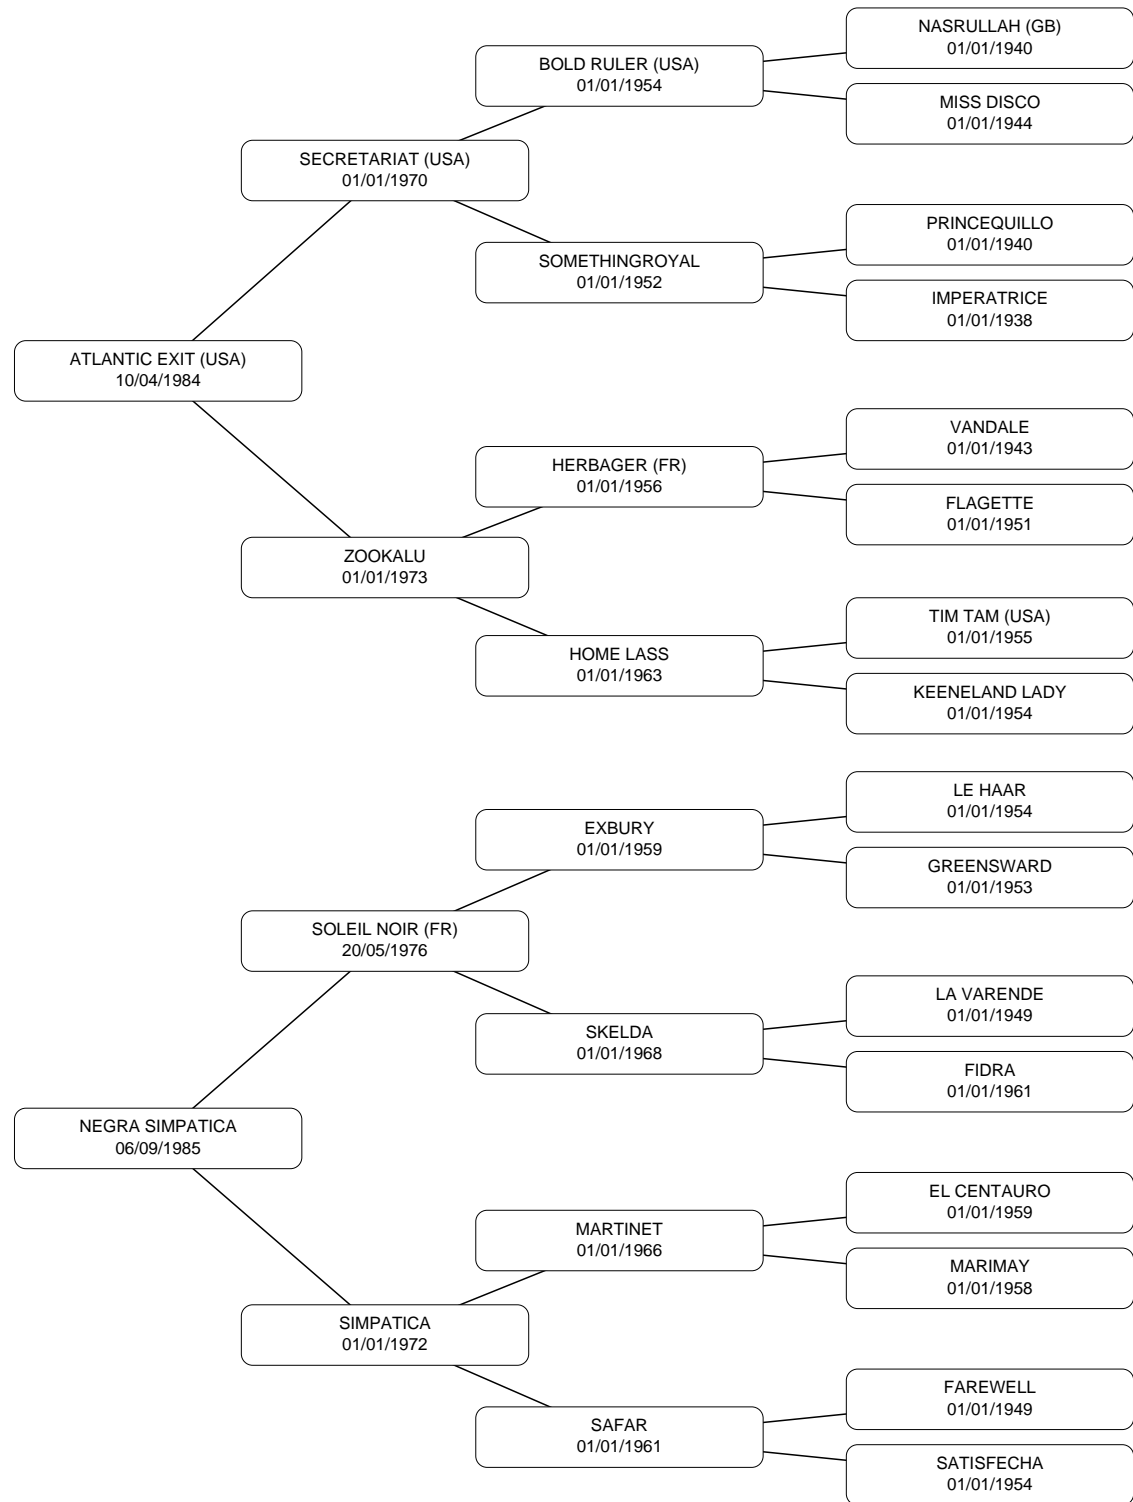 NASRULLAH (GB)
01/01/1940
BOLD RULER (USA)
01/01/1954
MISS DISCO
01/01/1944
SECRETARIAT (USA)
01/01/1970
PRINCEQUILLO
01/01/1940
SOMETHINGROYAL
01/01/1952
IMPERATRICE
01/01/1938
ATLANTIC EXIT (USA)
10/04/1984
VANDALE
01/01/1943
HERBAGER (FR)
01/01/1956
FLAGETTE
01/01/1951
ZOOKALU
01/01/1973
TIM TAM (USA)
01/01/1955
HOME LASS
01/01/1963
KEENELAND LADY
01/01/1954
LE HAAR
01/01/1954
EXBURY
01/01/1959
GREENSWARD
01/01/1953
SOLEIL NOIR (FR)
20/05/1976
LA VARENDE
01/01/1949
SKELDA
01/01/1968
FIDRA
01/01/1961
NEGRA SIMPATICA
06/09/1985
EL CENTAURO
01/01/1959
MARTINET
01/01/1966
MARIMAY
01/01/1958
SIMPATICA
01/01/1972
FAREWELL
01/01/1949
SAFAR
01/01/1961
SATISFECHA
01/01/1954